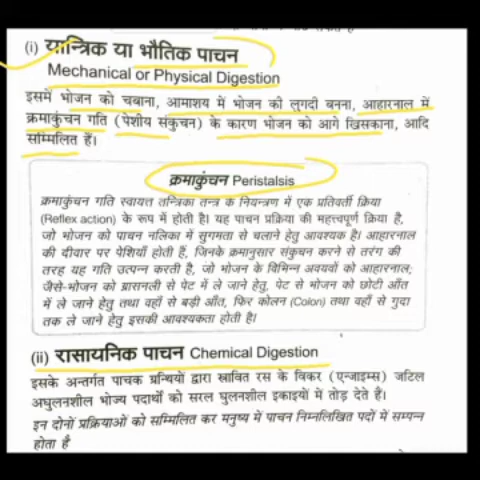 (i) यान्त्रिक या भौतिक पाचन
Mechanical or Physical Digestion
इसमें भोजन को चबाना, आमाशय में भोजन की लुगदी बनना, आहारनाल में
क्रमाकुंचन गति (पेशीय संकुचन) के कारण भोजन को आगे खिसकाना, आदि
सम्मिलित हैं।
क्रमाकुंचन Peristalsis
क्रमाकुंचन गति स्वायत्त तन्त्रिका तन्त्र क नियन्त्रण में एक प्रतिवर्ती क्रिया
(Reflex action) के रूप में होती है। यह पाचन प्रक्रिया की महत्त्वपूर्ण क्रिया है,
जो भोजन को पाचन नलिका में सुगमता से चलाने हेतु आवश्यक है। आहारनाल
की दीवार पर पेशियाँ होती हैं, जिनके क्रमानुसार संकुचन करने से तरंग की
तरह यह गति उत्पन्न करती है, जो भोजन के विभिन्न अवयवों को आहारनाल;
जैसे-भोजन को ग्रासनली से पेट में ले जाने हेतु, पेट से भोजन को छोटी आँत
में ले जाने हेतु तथा वहाँ से बड़ी आँत, फिर कोलन (Colon) तथा वहाँ से गुदा
तक ले जाने हेतु इसकी आवश्यकता होती है।
(ii) रासायनिक पाचन Chemical Digestion
इसके अन्तर्गत पाचक ग्रन्थियों द्वारा स्रावित रस के विकर (एन्जाइम्स) जटिल
अघुलनशील भोज्य पदार्थों को सरल घुलनशील इकाइयों में तोड़ देते हैं।
इन दोनों प्रक्रियाओं को सम्मिलित कर मनुष्य में पाचन निम्नलिखित पदों में सम्पन्न
होता है